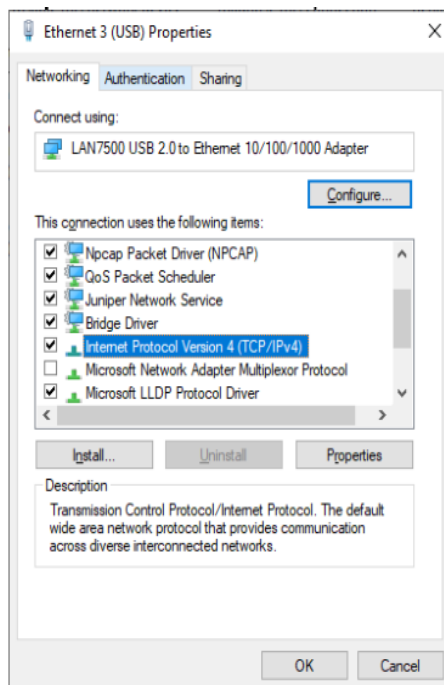 Ethernet 3 (USB) Properties
Networking Authentication Sharing
Connect using:
LAN7500 USB 2.0 to Ethernet 10/100/1000 Adapter
Configure...
This connection uses the following items:
Npcap Packet Driver (NPCAP)
QoS Packet Scheduler
Juniper Network Service
Bridge Driver
Internet Protocol Version 4 (TCP/IPv4)
Microsoft Network Adapter Multiplexor Protocol
Microsoft LLDP Protocol Driver
Install... Uninstall Properties
Description
Transmission Control Protocol/Internet Protocol. The default
wide area network protocol that provides communication
across diverse interconnected networks.
OK Cancel